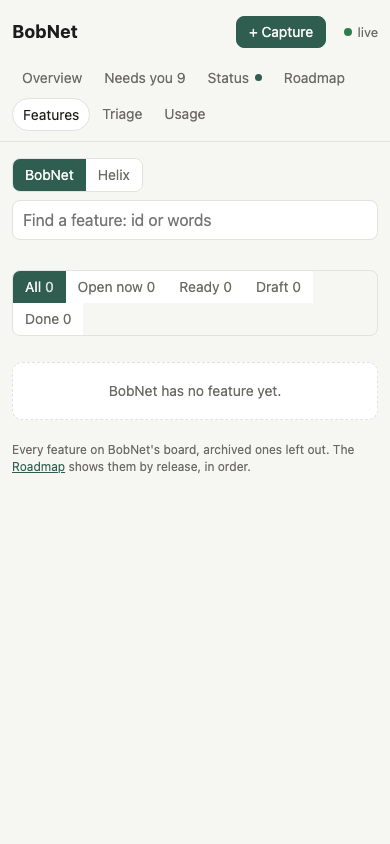 BobNet
+ Capture
live
Overview
Needs you 9
Status
Roadmap
Features
Triage
Usage
BobNet
Helix
Find a feature: id or words
All 0
Open now 0
Ready 0
Draft 0
Done 0
BobNet has no feature yet.
Every feature on BobNet's board, archived ones left out. The
Roadmap shows them by release, in order.